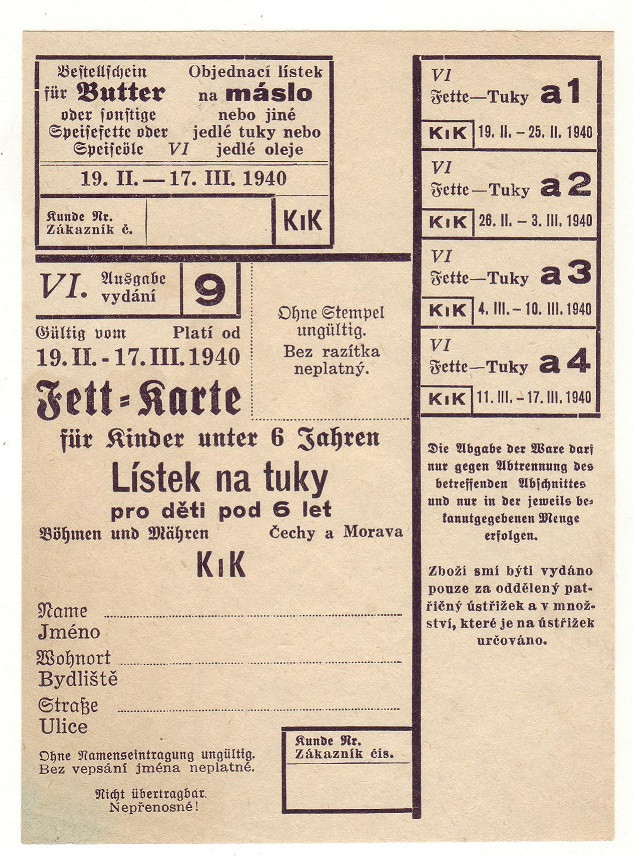 Bestellschein
für Butter
oder sonstige
Speisefette oder
Speiseöle
Objednací lístek
na máslo
nebo jiné
jedlé tuky nebo
jedlé oleje
VI
19. II. — 17. III. 1940
Kunde Nr.
Zákazník č.
KiK
VI. Ausgabe
vydání
9
Gültig vom Platí od
19. II. - 17. III. 1940
Ohne Stempel
ungültig.
Bez razítka
neplatný.
Fett=Karte
für Kinder unter 6 Jahren
Lístek na tuky
pro děti pod 6 let
Böhmen und Mähren Čechy a Morava
KiK
Name
Jméno
Wohnort
Bydliště
Straße
Ulice
Ohne Namenseintragung ungültig.
Bez vepsání jména neplatné.
Nicht übertragbar.
Nepřenosné!
Kunde Nr.
Zákazník čís.
VI
Fette—Tuky a1
KiK 19. II. – 25. II. 1940
VI
Fette—Tuky a2
KiK 26. II. – 3. III. 1940
VI
Fette—Tuky a3
KiK 4. III. – 10. III. 1940
VI
Fette—Tuky a4
KiK 11. III. – 17. III. 1940
Die Abgabe der Ware darf
nur gegen Abtrennung des
betreffenden Abschnittes
und nur in der jeweils be=
kanntgegebenen Menge
erfolgen.
Zboží smí býti vydáno
pouze za oddělený pat-
řičný ústřižek a v množ-
ství, které je na ústřižek
určováno.